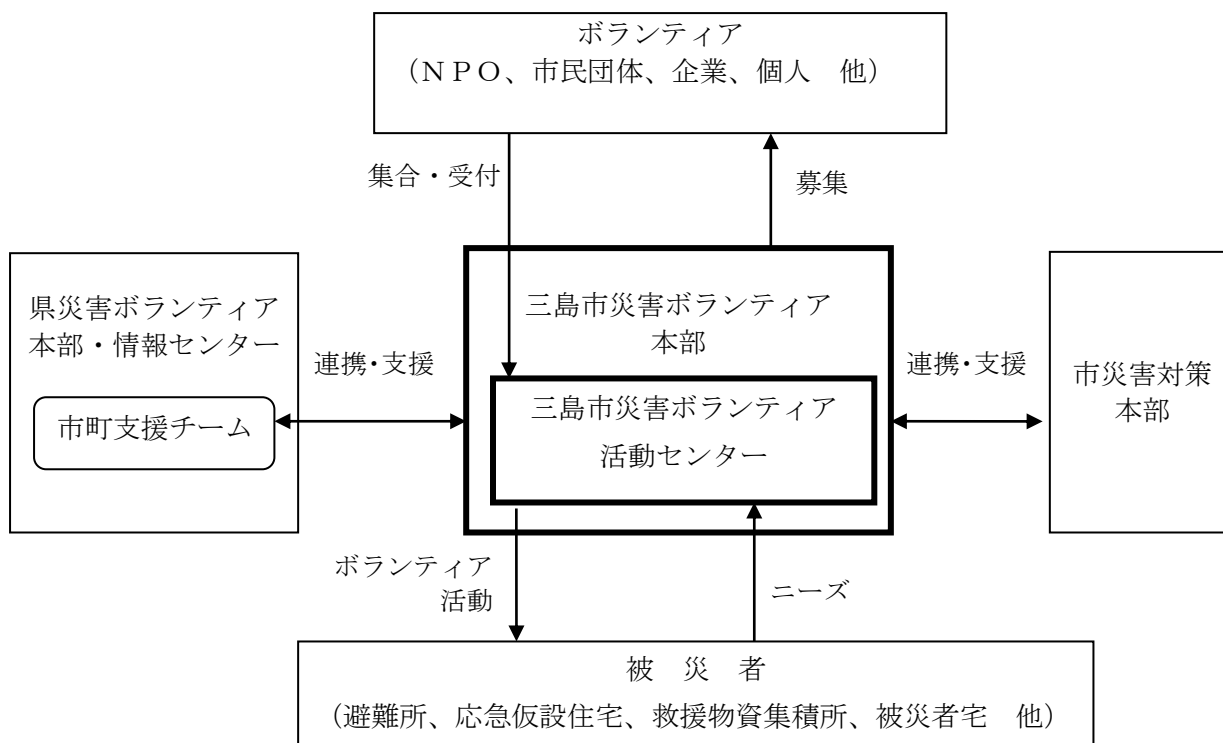 ボランティア
（ＮＰＯ、市民団体、企業、個人　他）
集合・受付
募集
県災害ボランティア
本部・情報センター
市町支援チーム
連携・支援
三島市災害ボランティア
本部
三島市災害ボランティア
活動センター
連携・支援
市災害対策
本部
ボランティア
活動
ニーズ
被　災　者
（避難所、応急仮設住宅、救援物資集積所、被災者宅　他）